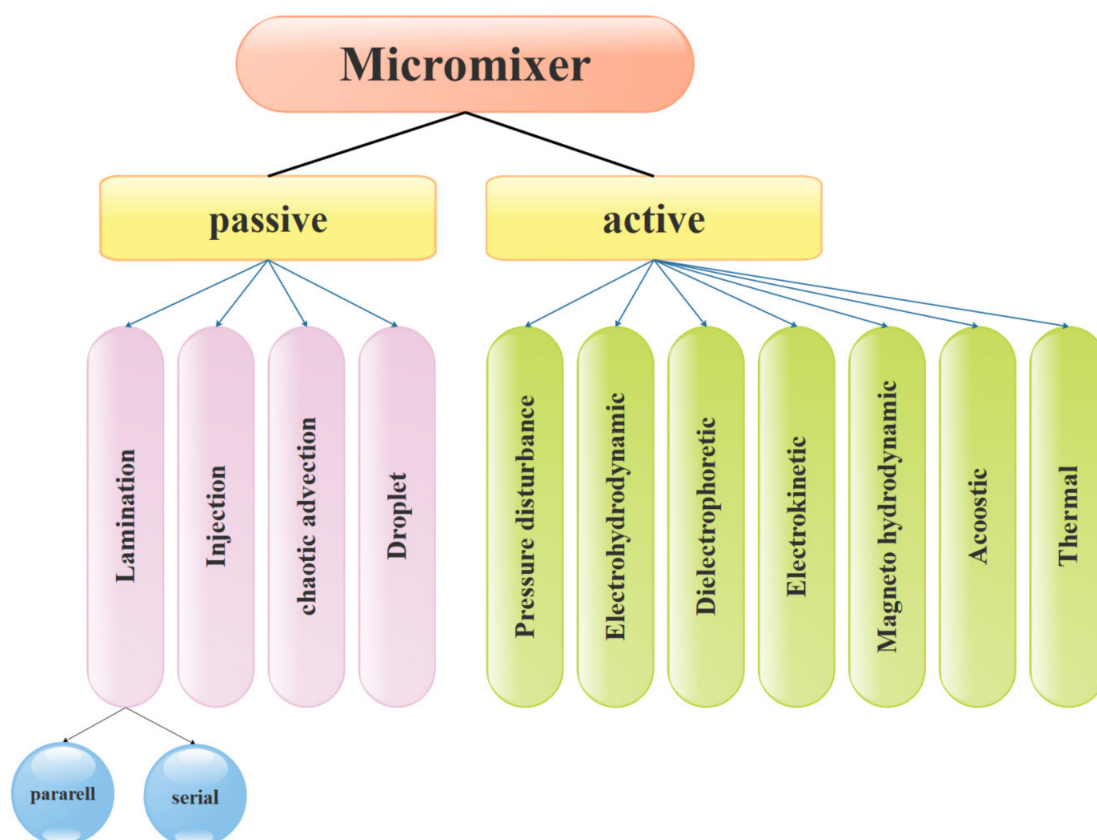 Micromixer
passive
active
Lamination
Injection
chaotic advection
Droplet
Pressure disturbance
Electrohydrodynamic
Dielectrophoretic
Electrokinetic
Magneto hydrodynamic
Acoostic
Thermal
pararell
serial